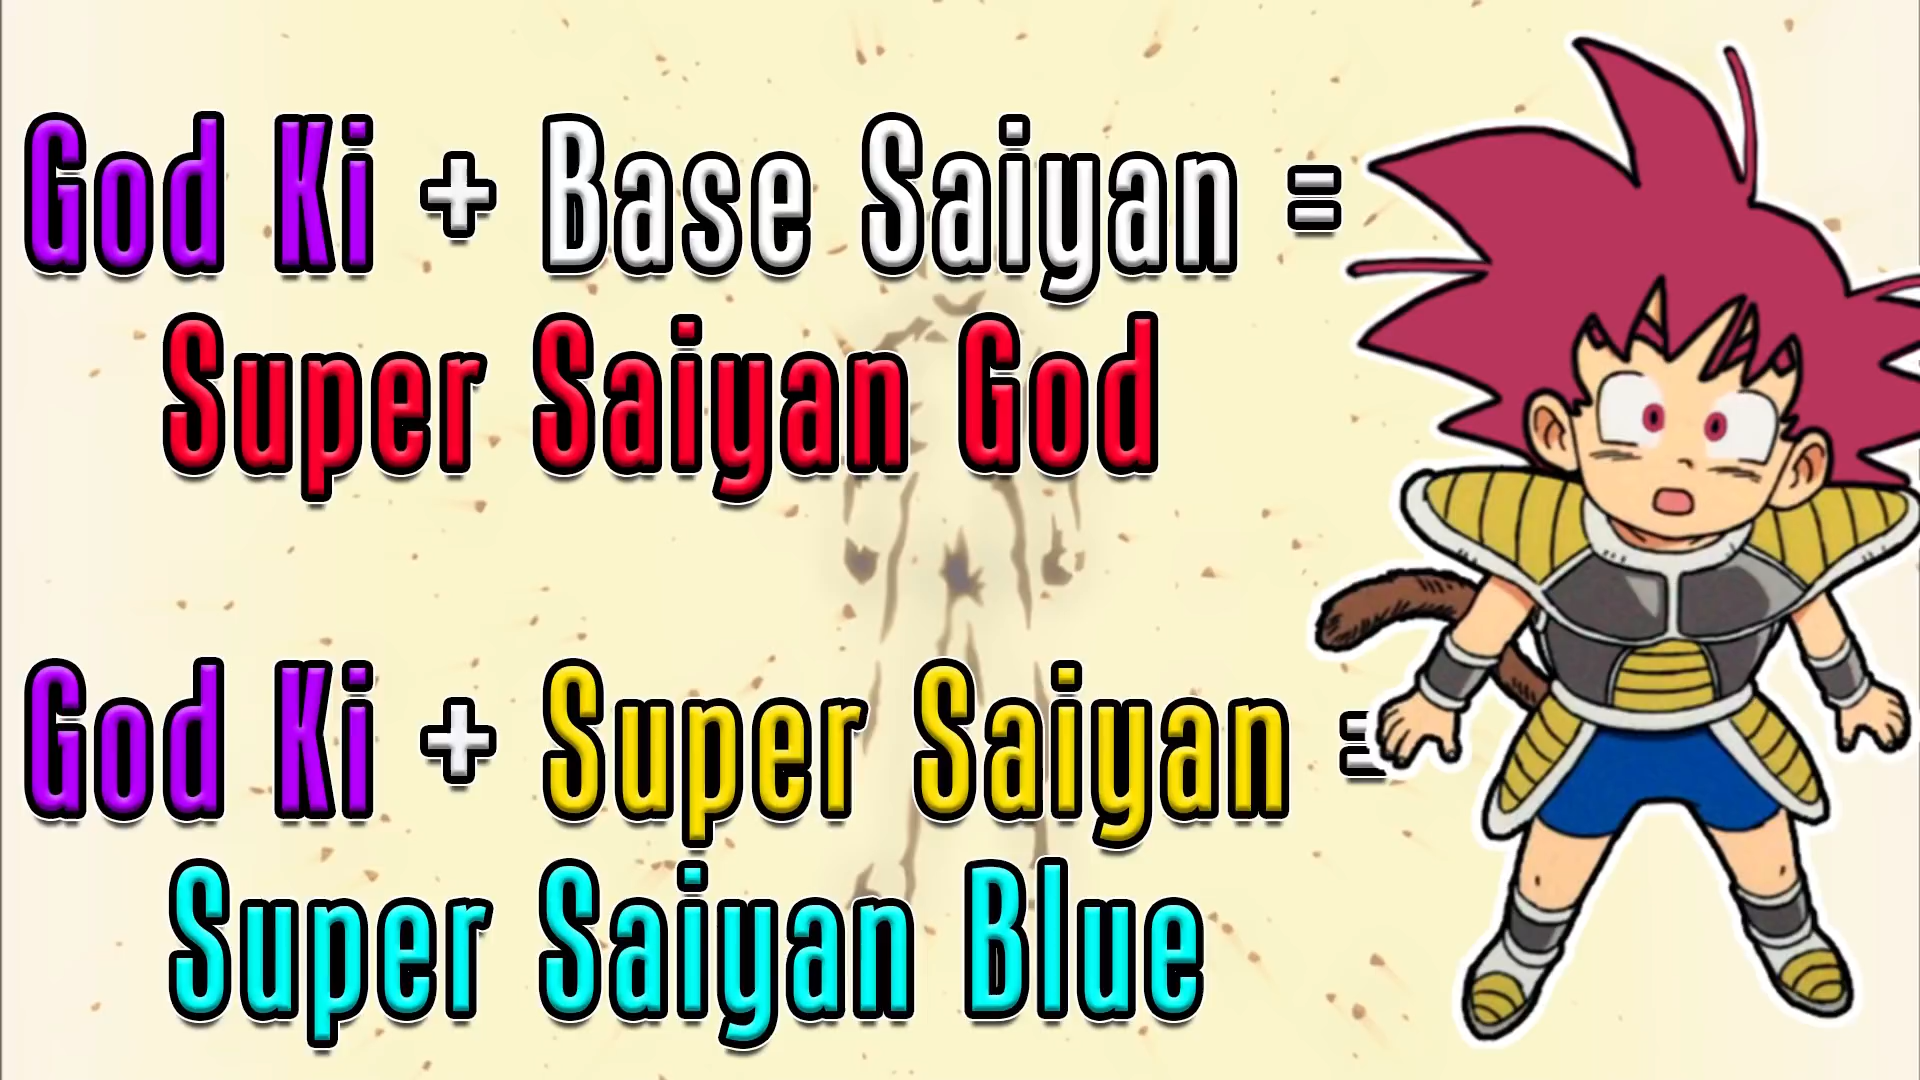 God Ki + Base Saiyan =
Super Saiyan God
God Ki + Super Saiyan =
Super Saiyan Blue